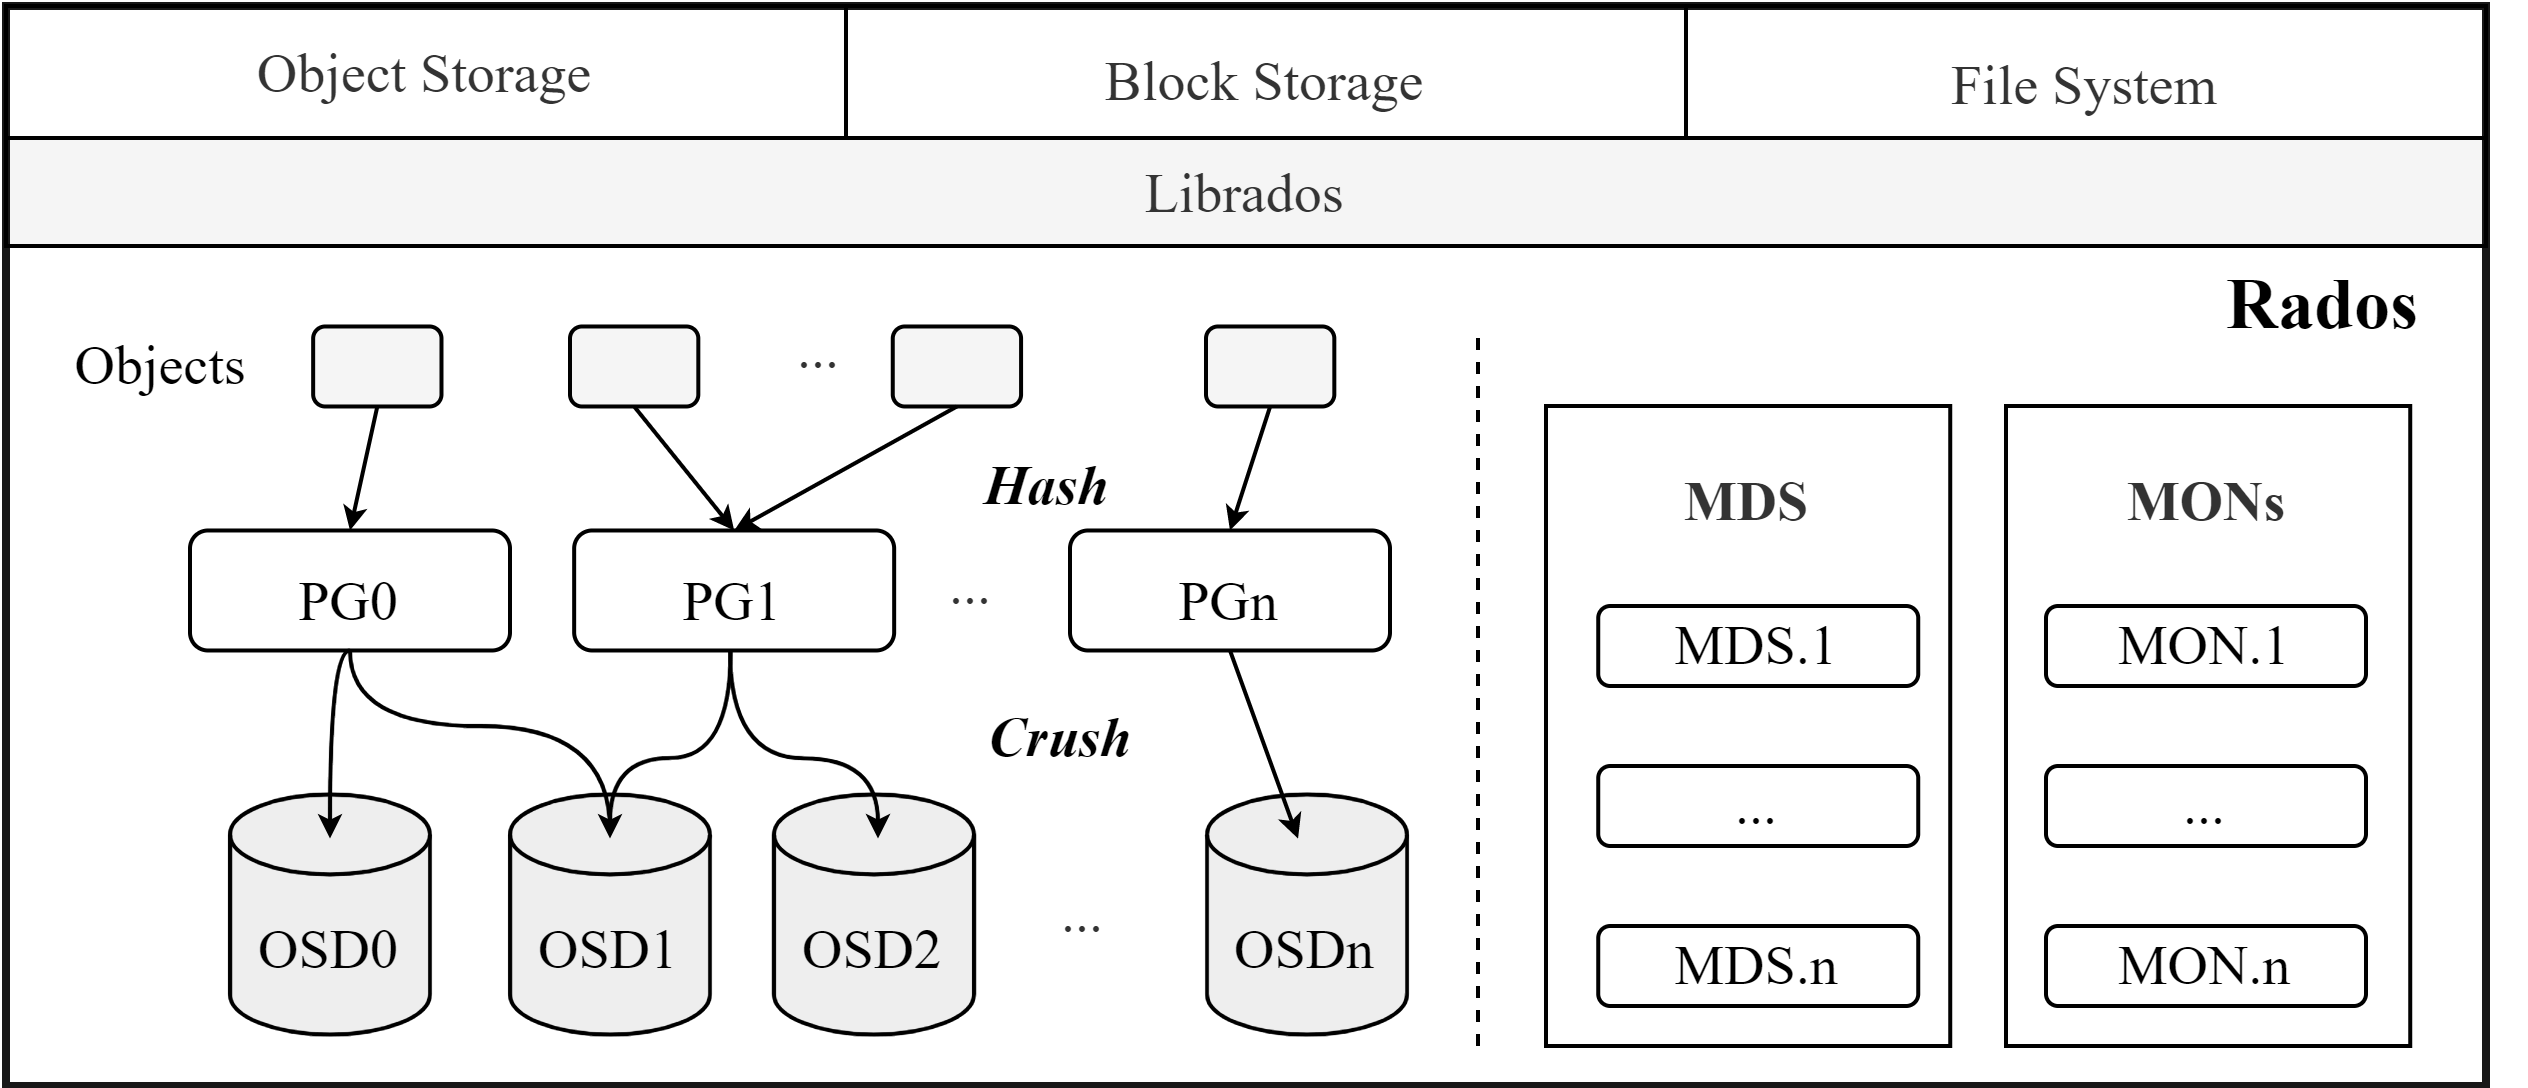 Object Storage
Block Storage
File System
Librados
Rados
Objects
...
Hash
PG0
PG1
...
PGn
Crush
OSD0
OSD1
OSD2
...
OSDn
MDS
MDS.1
...
MDS.n
MONs
MON.1
...
MON.n